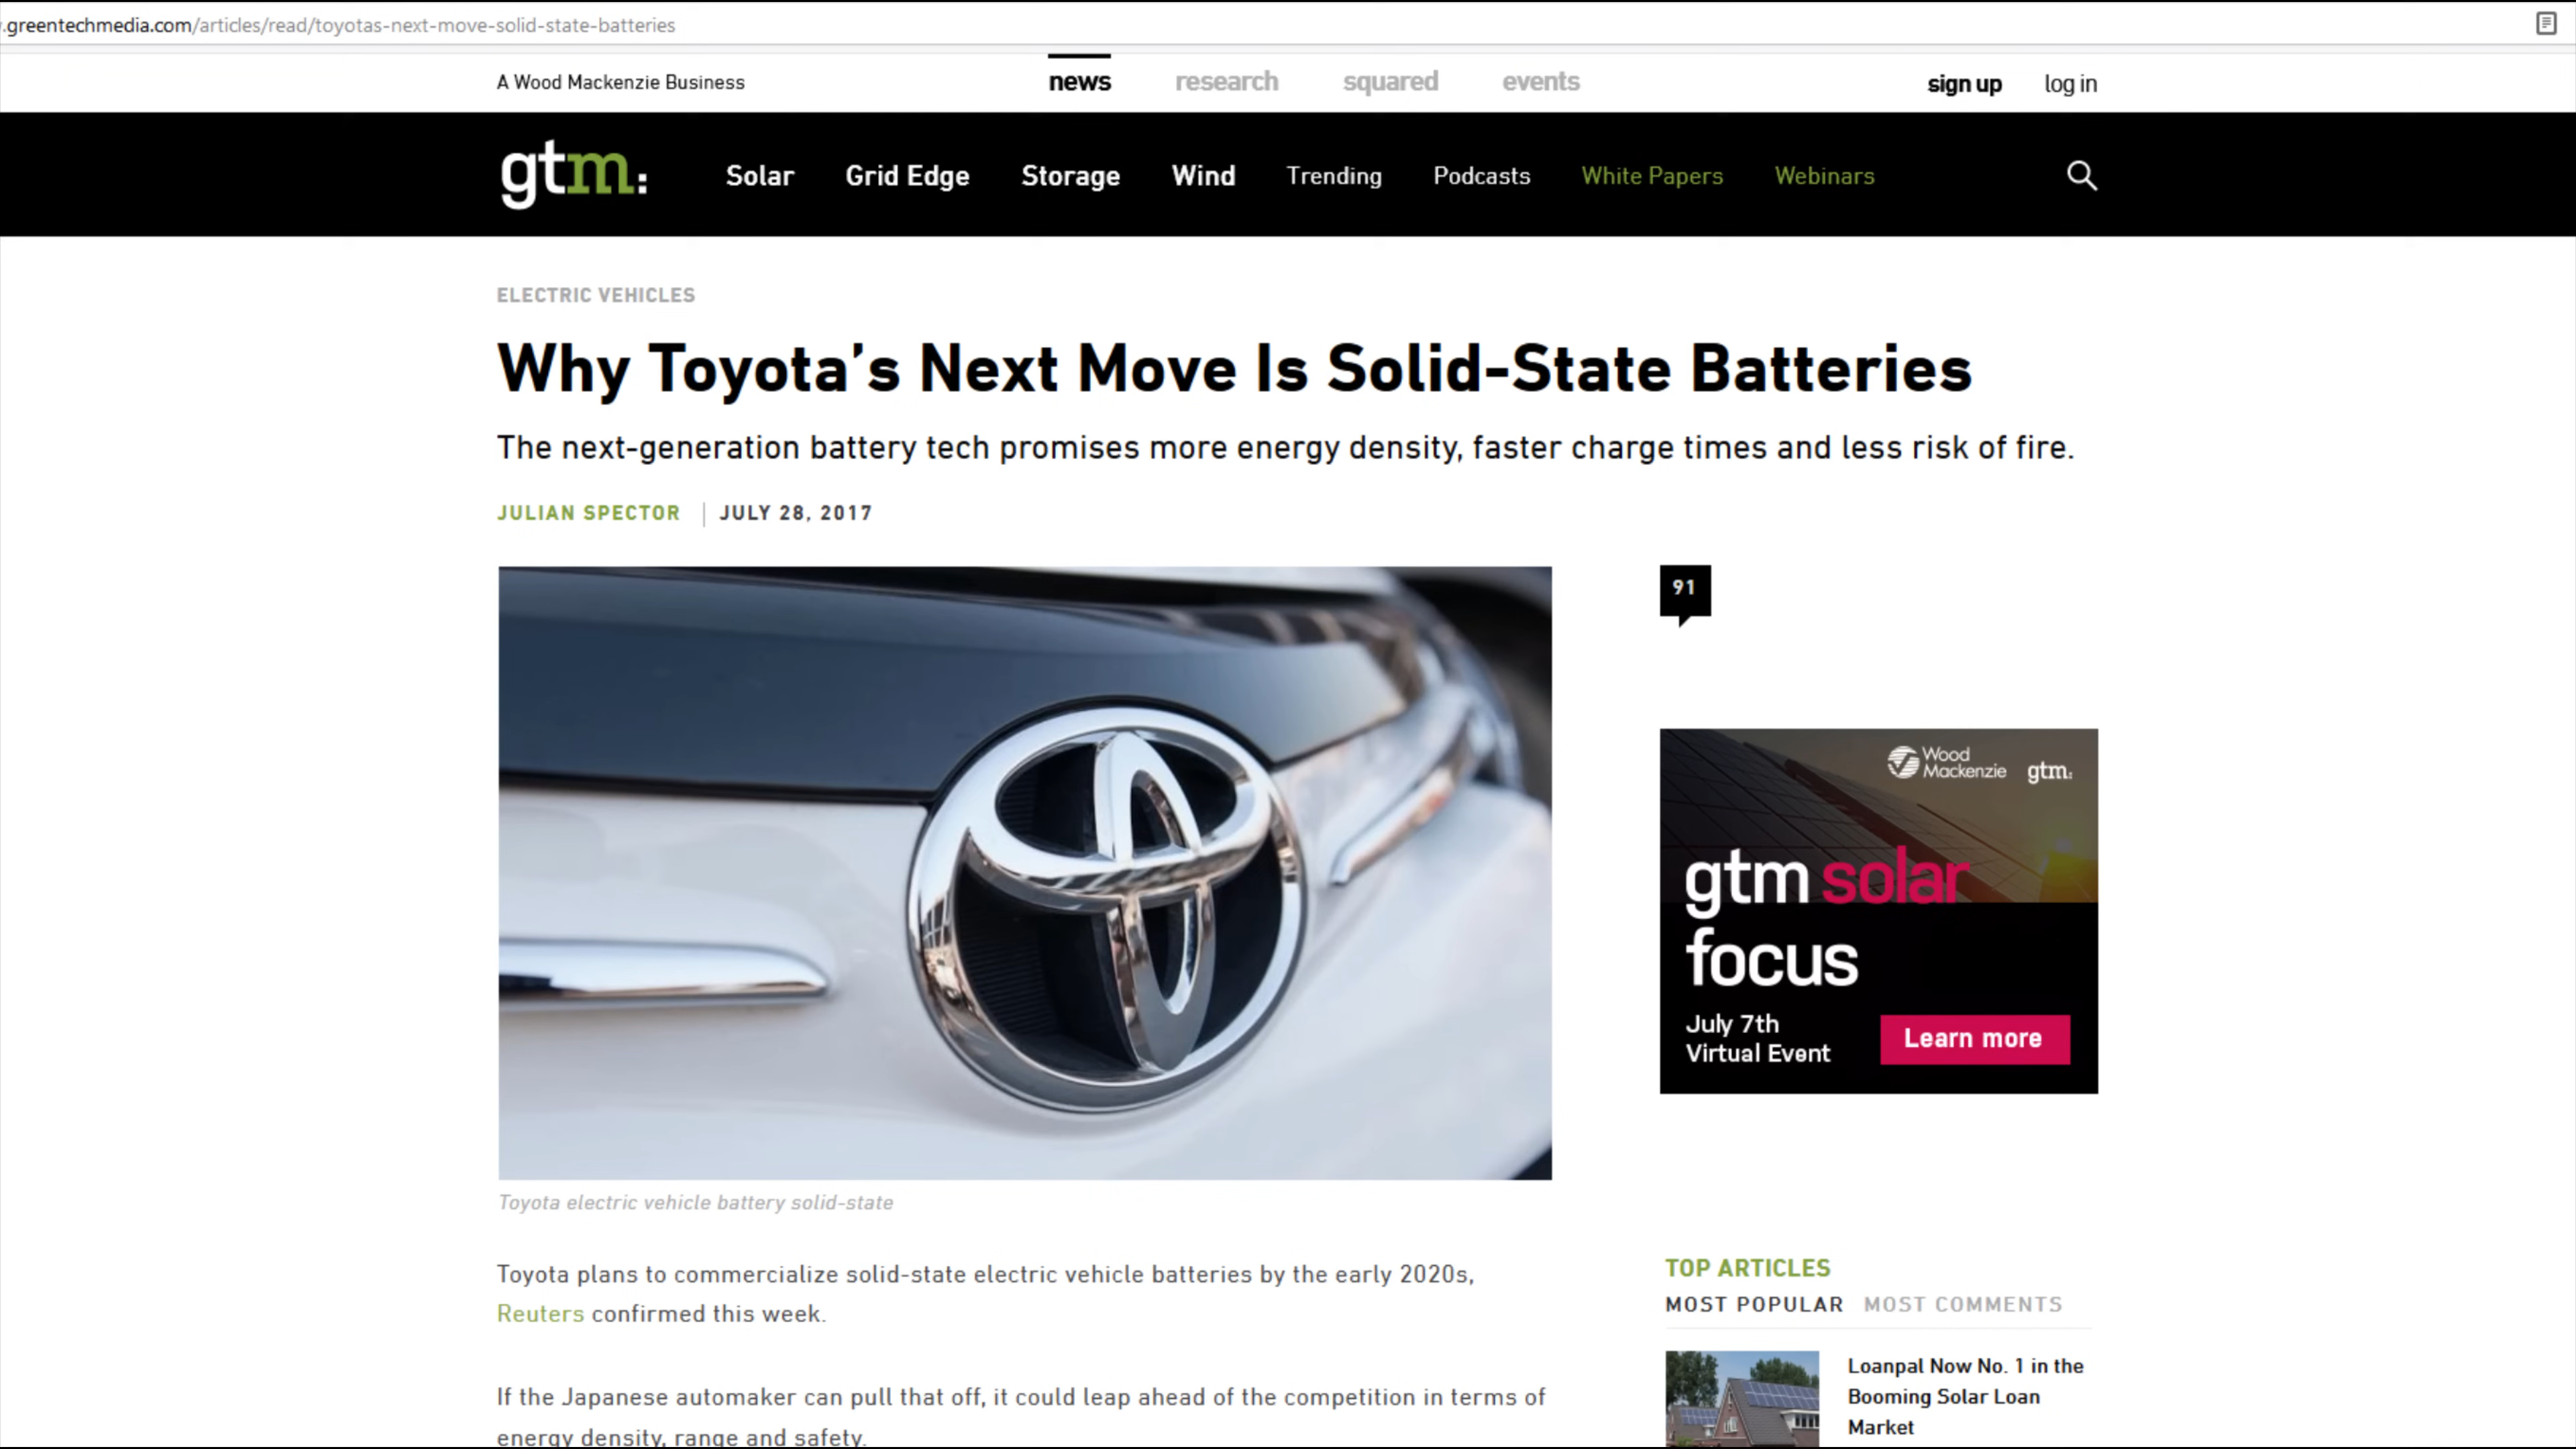 .greentechmedia.com/articles/read/toyotas-next-move-solid-state-batteries
A Wood Mackenzie Business
news research squared events
sign up log in
gtm:
Solar Grid Edge Storage Wind Trending Podcasts White Papers Webinars
ELECTRIC VEHICLES
Why Toyota’s Next Move Is Solid-State Batteries
The next-generation battery tech promises more energy density, faster charge times and less risk of fire.
JULIAN SPECTOR | JULY 28, 2017
91
Wood
Mackenzie
gtm:
gtm solar
focus
July 7th
Virtual Event
Learn more
Toyota electric vehicle battery solid-state
Toyota plans to commercialize solid-state electric vehicle batteries by the early 2020s,
Reuters confirmed this week.
If the Japanese automaker can pull that off, it could leap ahead of the competition in terms of
energy density, range and safety.
TOP ARTICLES
MOST POPULAR MOST COMMENTS
Loanpal Now No. 1 in the
Booming Solar Loan
Market